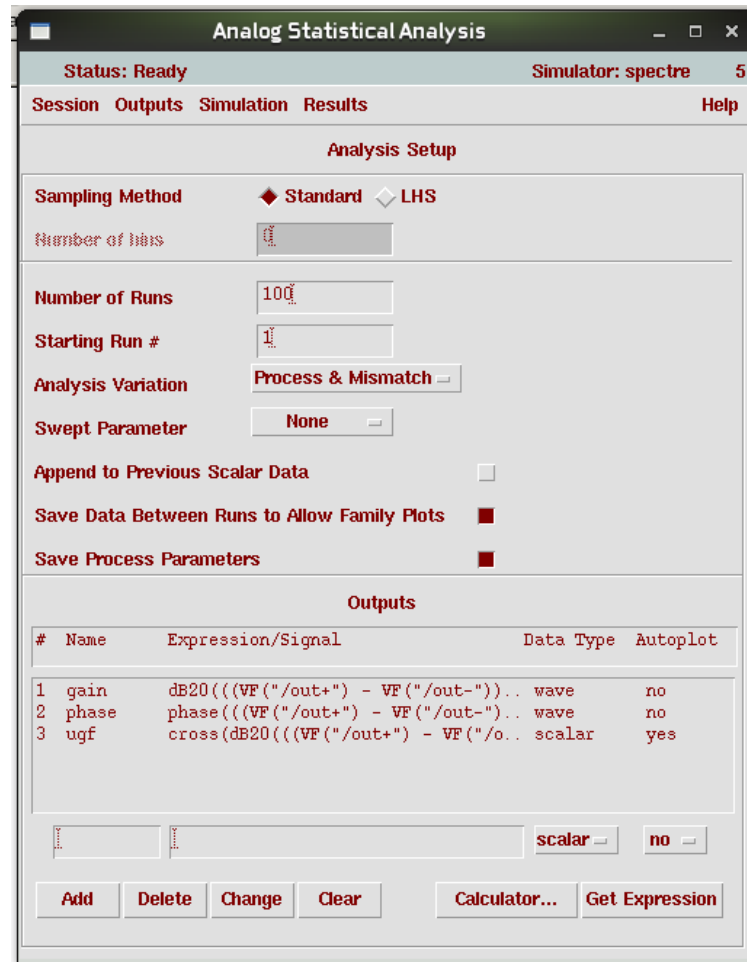 Analog Statistical Analysis
Status: Ready Simulator: spectre 5
Session Outputs Simulation Results Help
Analysis Setup
Sampling Method Standard LHS
Number of bins 0
Number of Runs 100
Starting Run # 1
Analysis Variation Process & Mismatch
Swept Parameter None
Append to Previous Scalar Data
Save Data Between Runs to Allow Family Plots
Save Process Parameters
Outputs
# Name Expression/Signal Data Type Autoplot
1 gain dB20(((VF("/out+") - VF("/out-")).. wave no
2 phase phase(((VF("/out+") - VF("/out-").. wave no
3 ugf cross(dB20(((VF("/out+") - VF("/o.. scalar yes
scalar no
Add Delete Change Clear Calculator... Get Expression